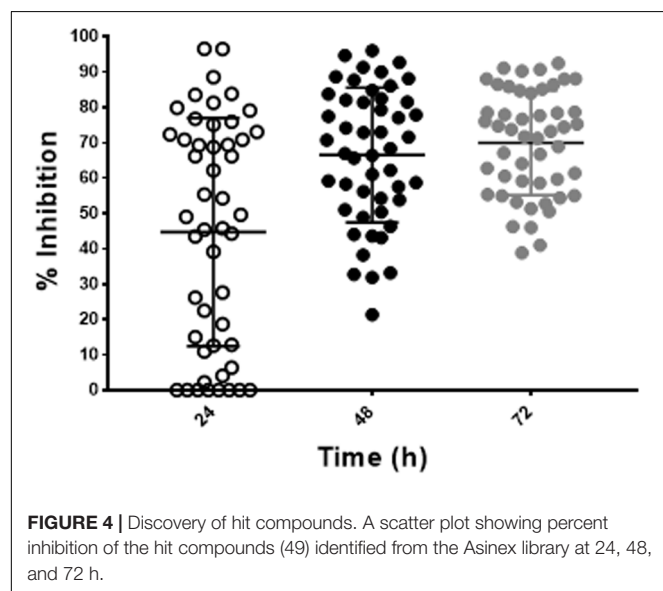 100
90
80
70
60
50
40
30
20
10
0
% Inhibition
24
48
72
Time (h)
FIGURE 4 | Discovery of hit compounds. A scatter plot showing percent
inhibition of the hit compounds (49) identified from the Asinex library at 24, 48,
and 72 h.